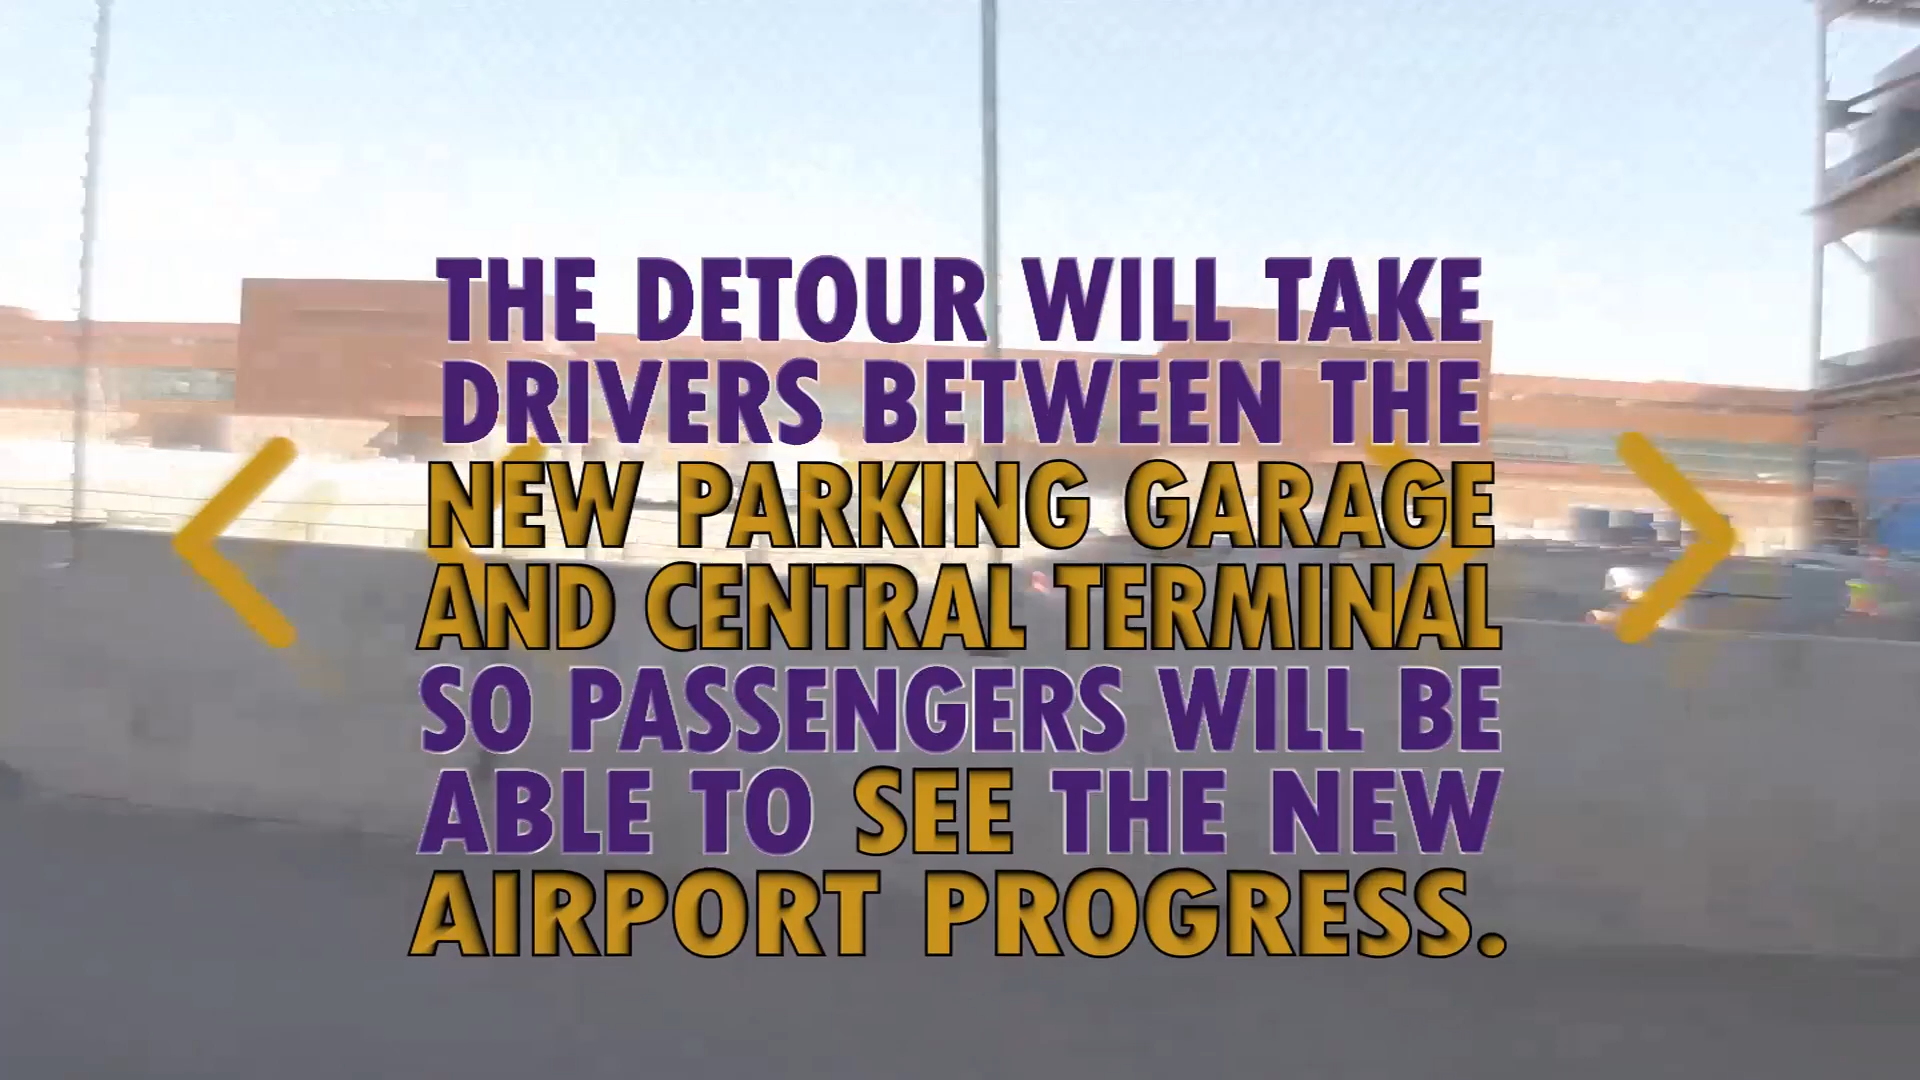 THE DETOUR WILL TAKE
DRIVERS BETWEEN THE
NEW PARKING GARAGE
AND CENTRAL TERMINAL
SO PASSENGERS WILL BE
ABLE TO SEE THE NEW
AIRPORT PROGRESS.